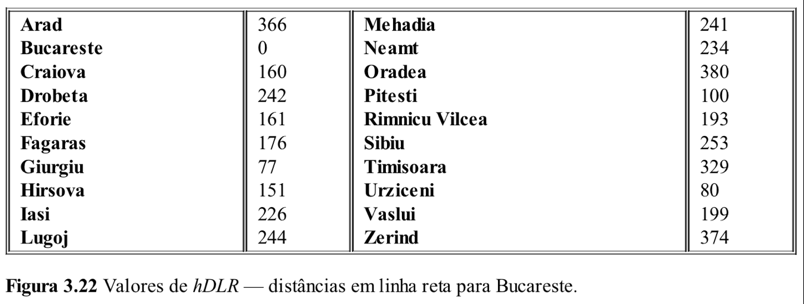 Arad 366 Mehadia 241
Bucareste 0 Neamt 234
Craiova 160 Oradea 380
Drobeta 242 Pitesti 100
Eforie 161 Rimnicu Vilcea 193
Fagaras 176 Sibiu 253
Giurgiu 77 Timisoara 329
Hirsova 151 Urziceni 80
Iasi 226 Vaslui 199
Lugoj 244 Zerind 374
Figura 3.22 Valores de hDLR — distâncias em linha reta para Bucareste.